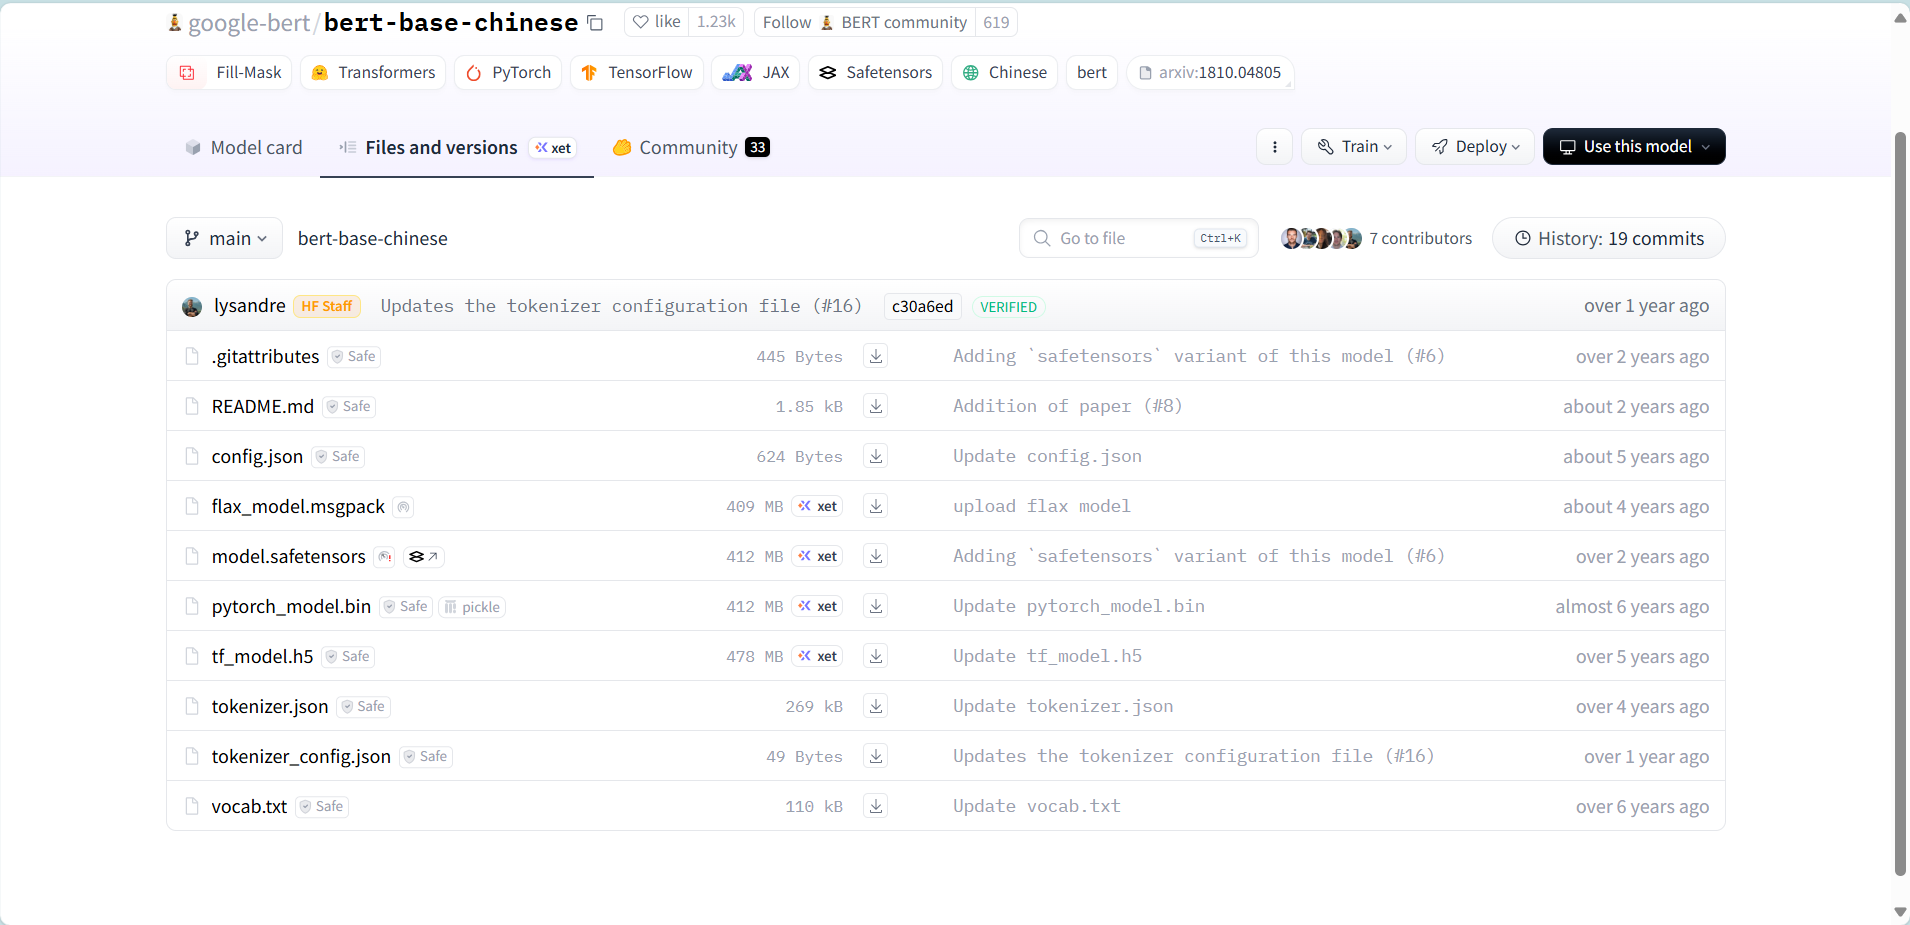 google-bert/bert-base-chinese like 1.23k Follow BERT community 619
Fill-Mask Transformers PyTorch TensorFlow JAX Safetensors Chinese bert arxiv:1810.04805
Model card Files and versions xet Community 33 Train Deploy Use this model
main bert-base-chinese Go to file Ctrl+K 7 contributors History: 19 commits
lysandre HF Staff Updates the tokenizer configuration file (#16) c30a6ed VERIFIED over 1 year ago
.gitattributes Safe 445 Bytes Adding `safetensors` variant of this model (#6) over 2 years ago
README.md Safe 1.85 kB Addition of paper (#8) about 2 years ago
config.json Safe 624 Bytes Update config.json about 5 years ago
flax_model.msgpack 409 MB xet upload flax model about 4 years ago
model.safetensors 412 MB xet Adding `safetensors` variant of this model (#6) over 2 years ago
pytorch_model.bin Safe pickle 412 MB xet Update pytorch_model.bin almost 6 years ago
tf_model.h5 Safe 478 MB xet Update tf_model.h5 over 5 years ago
tokenizer.json Safe 269 kB Update tokenizer.json over 4 years ago
tokenizer_config.json Safe 49 Bytes Updates the tokenizer configuration file (#16) over 1 year ago
vocab.txt Safe 110 kB Update vocab.txt over 6 years ago